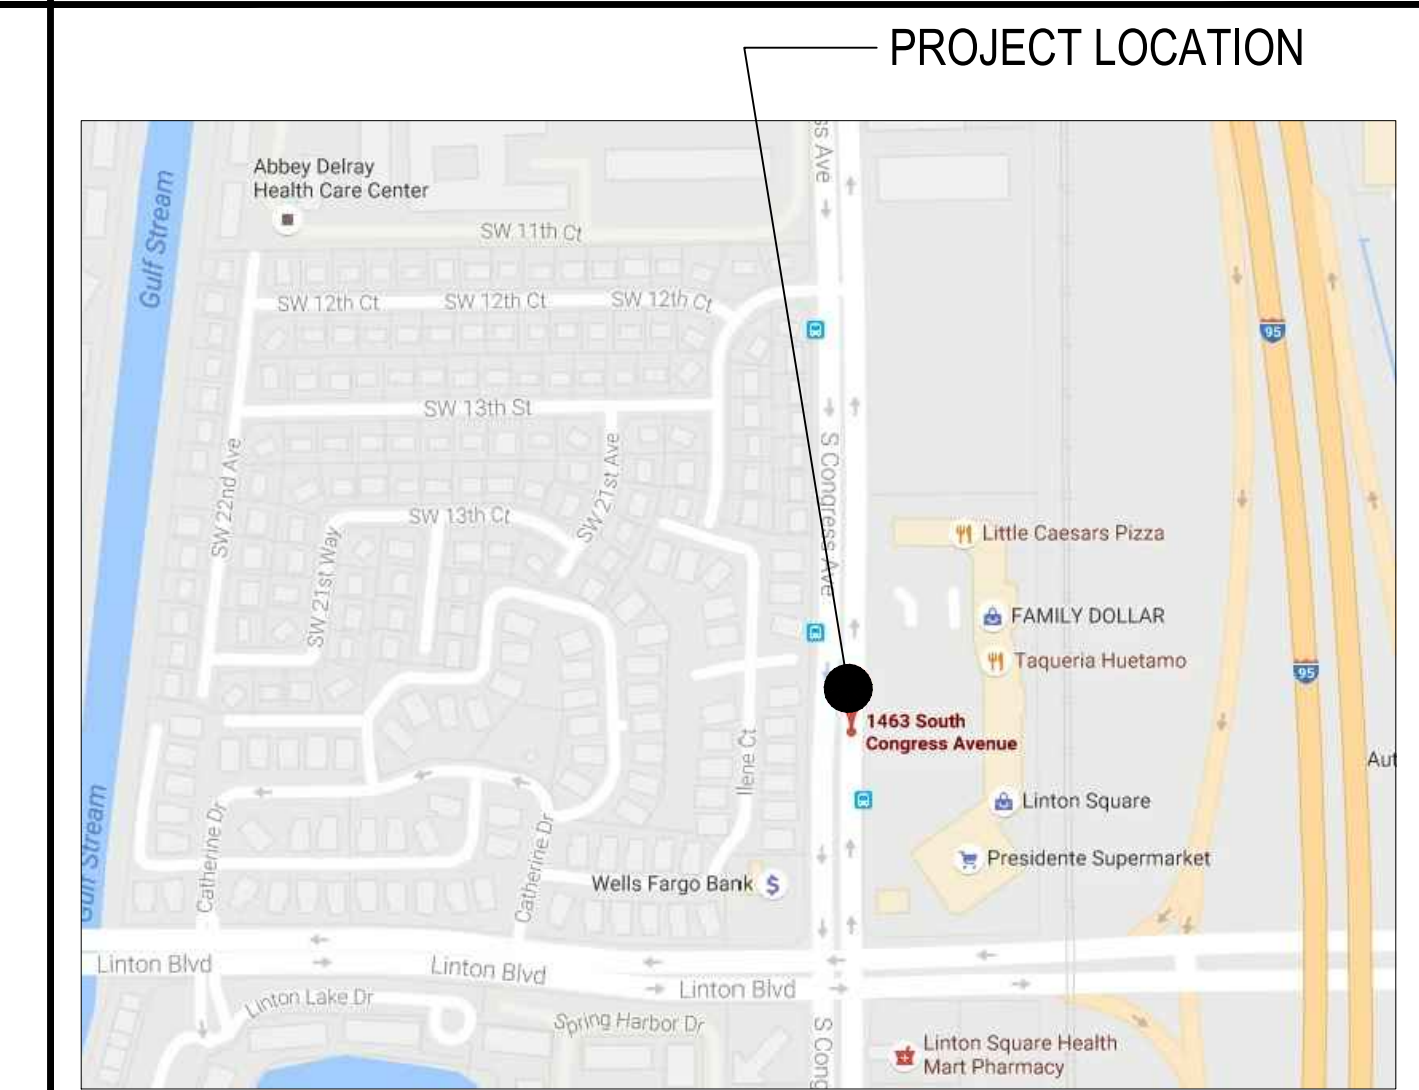 PROJECT LOCATION
ss Ave
Abbey Delray
Health Care Center
Gulf Stream
SW 11th Ct
SW 12th Ct
SW 12th Ct
SW 12th Ct
95
SW 13th St
SW 22nd Ave
SW 21st Ave
S Congress Ave
SW 13th Ct
SW 21st Way
Little Caesars Pizza
FAMILY DOLLAR
Taqueria Huetamo
95
1463 South
Congress Avenue
Ilene Ct
Aut
Linton Square
Gulf Stream
Catherine Dr
Catherine Dr
Presidente Supermarket
Wells Fargo Bank
$
Linton Blvd
Linton Blvd
Linton Blvd
Linton Lake Dr
Spring Harbor Dr
S Cong
Linton Square Health
Mart Pharmacy